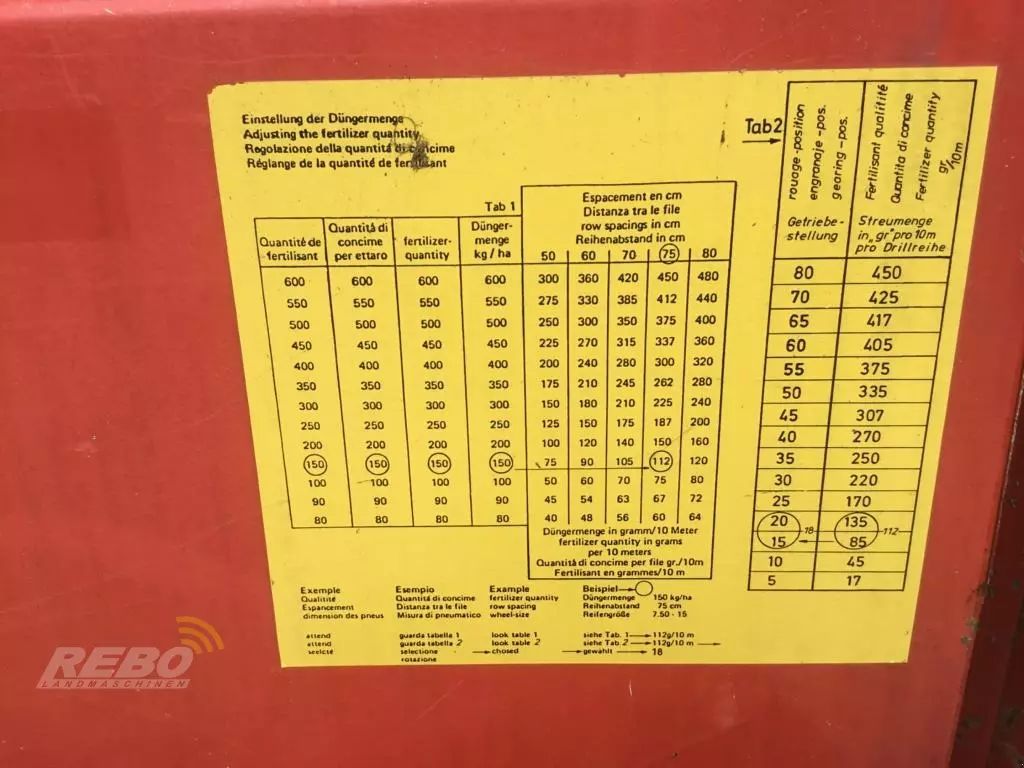 Einstellung der Düngermenge
Adjusting the fertilizer quantity
Regolazione della quantità di concime
Réglange de la quantité de fertilisant
Tab 1
Quantité de fertilisant
Quantità di concime per ettaro
fertilizer-quantity
Dünger-menge kg / ha
Espacement en cm
Distanza tra le file
row spacings in cm
Reihenabstand in cm
50 60 70 75 80
600 600 600 600 300 360 420 450 480
550 550 550 550 275 330 385 412 440
500 500 500 500 250 300 350 375 400
450 450 450 450 225 270 315 337 360
400 400 400 400 200 240 280 300 320
350 350 350 350 175 210 245 262 280
300 300 300 300 150 180 210 225 240
250 250 250 250 125 150 175 187 200
200 200 200 200 100 120 140 150 160
150 150 150 150 75 90 105 112 120
100 100 100 100 50 60 70 75 80
90 90 90 90 45 54 63 67 72
80 80 80 80 40 48 56 60 64
Düngermenge in gramm/10 Meter
fertilizer quantity in grams
per 10 meters
Quantità di concime per file gr./10m
Fertilisant en grammes/10 m
Tab2
rouage-position
engranaje-pos.
gearing-pos.
Fertilisant qualitité
Quantita di concime
Fertilizer quantity
gr/10m
Getriebe-stellung
Streumenge
in „gr" pro 10m
pro Drillreihe
80 450
70 425
65 417
60 405
55 375
50 335
45 307
40 270
35 250
30 220
25 170
20 135
18 112
15 85
10 45
5 17
Exemple Esempio Example Beispiel
Qualitité Quantità di concime fertilizer quantity Düngermenge 150 kg/ha
Espancement Distanza tra le file row spacing Reihenabstand 75 cm
dimension des pneus Misura di pneumatico wheel-size Reifengröße 7.50 - 15
attend guarda tabella 1 look table 1 siehe Tab. 1 112g/10 m
attend guarda tabella 2 look table 2 siehe Tab. 2 112g/10 m
seelcté selectione chosed gewählt 18
rotazione
REBO
LANDMASCHINEN